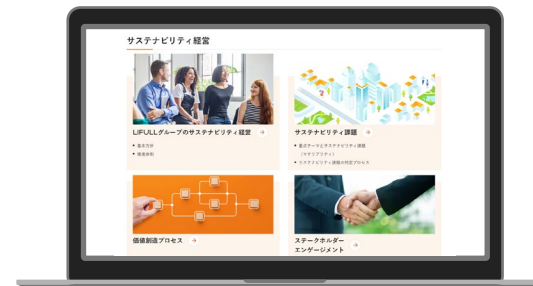 サステナビリティ経営
LIFULLグループのサステナビリティ経営
基本方針
推進体制
サステナビリティ課題
重点テーマとサステナビリティ課題
（マテリアリティ）
サステナビリティ課題の特定プロセス
価値創造プロセス
ステークホルダー
エンゲージメント